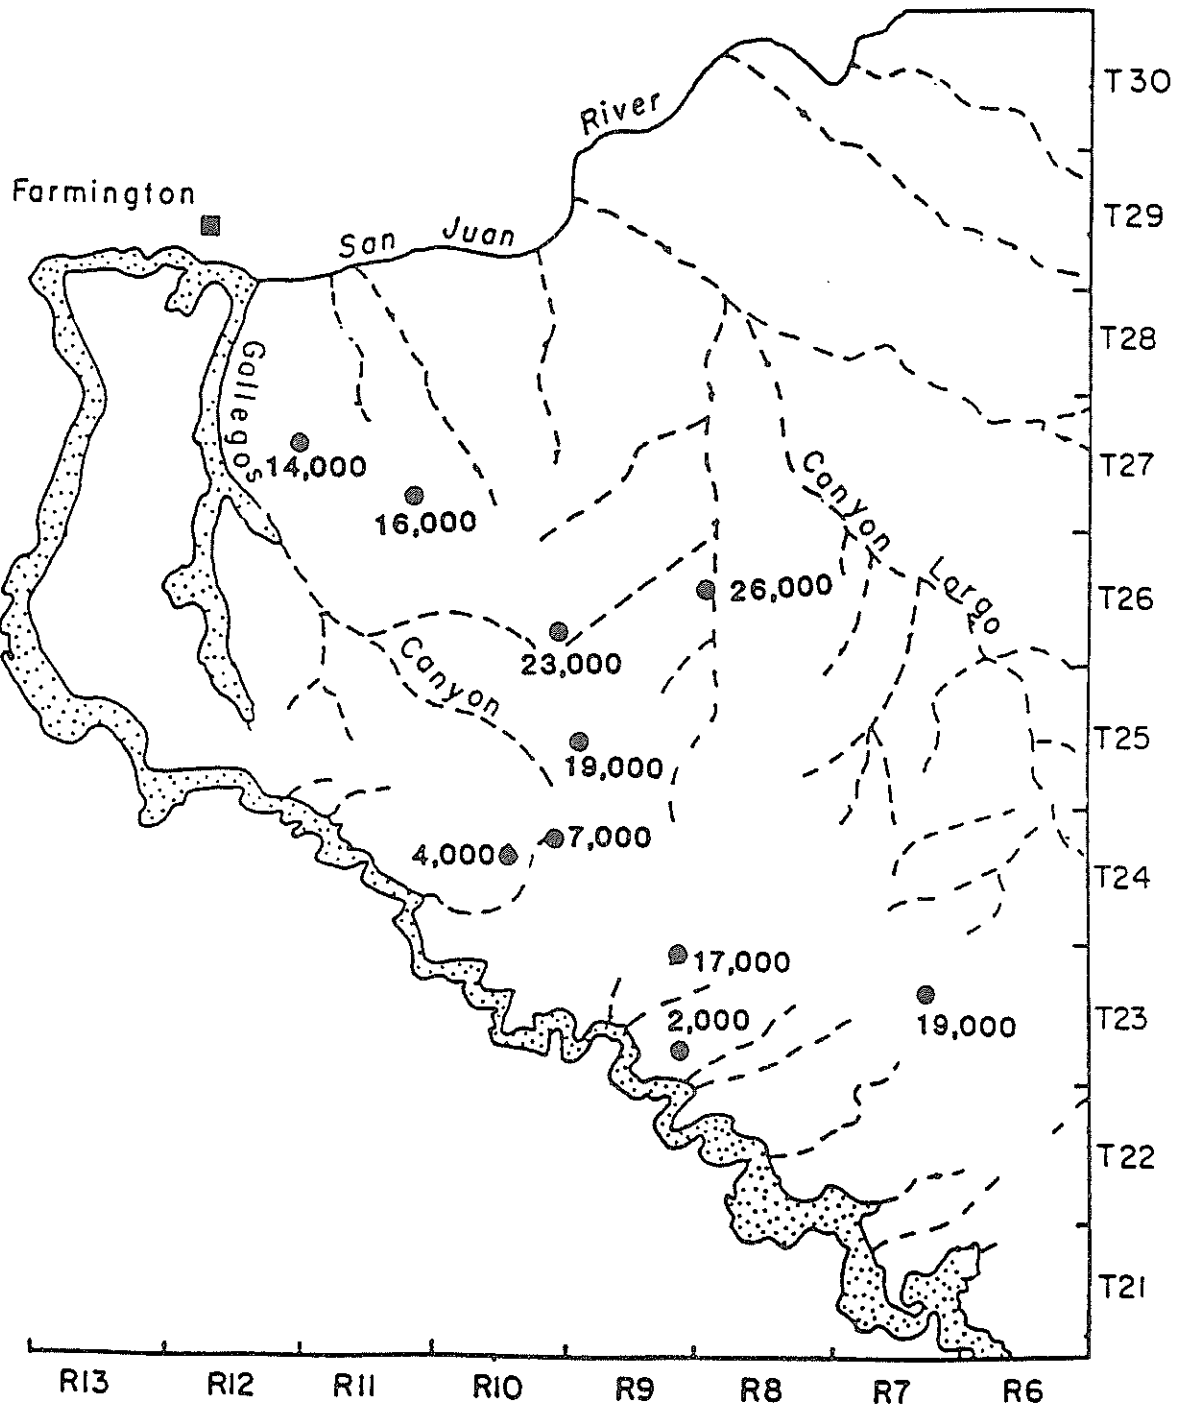 T30
River
Farmington
T29
San Juan
T28
Gallegos
14,000
T27
Canyon
16,000
26,000
Largo
T26
23,000
Canyon
19,000
T25
7,000
4,000
T24
17,000
2,000
19,000
T23
T22
T21
R13 R12 R11 R10 R9 R8 R7 R6